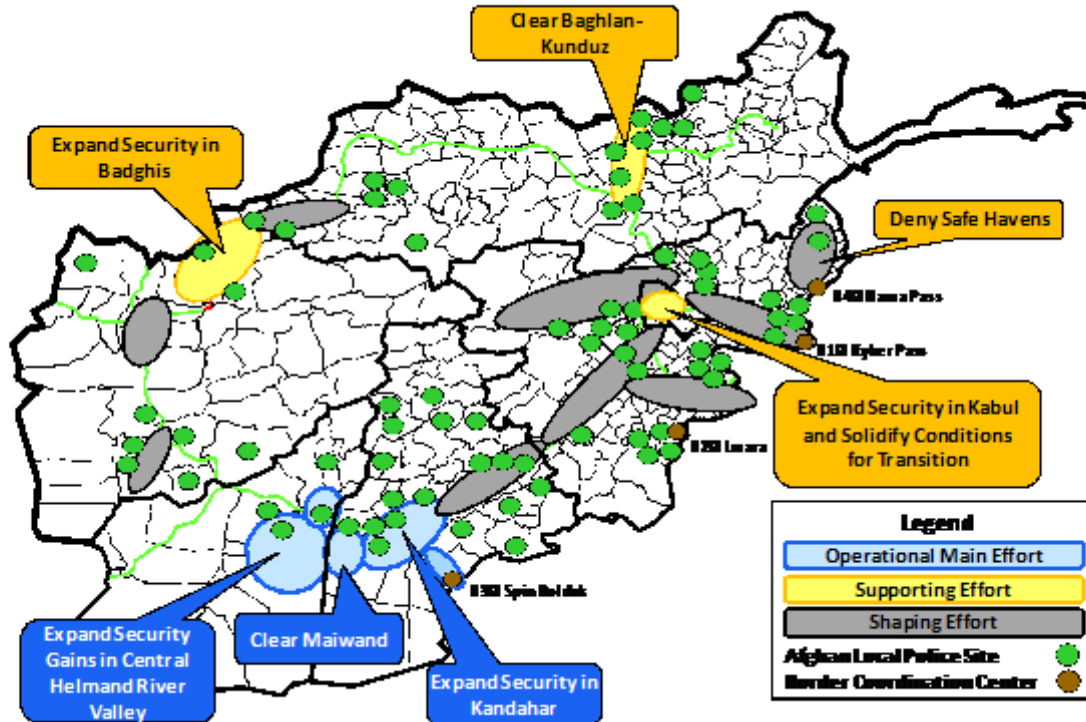 Clear Baghlan-
Kunduz
Expand Security in
Badghis
Deny Safe Havens
Pass
Kyber Pass
Lwara
Expand Security in Kabul
and Solidify Conditions
for Transition
Spin Boldak
Expand Security
Gains in Central
Helmand River
Valley
Clear Maiwand
Expand Security in
Kandahar
Legend
Operational Main Effort
Supporting Effort
Shaping Effort
Afghan Local Police Site
Border Coordination Center